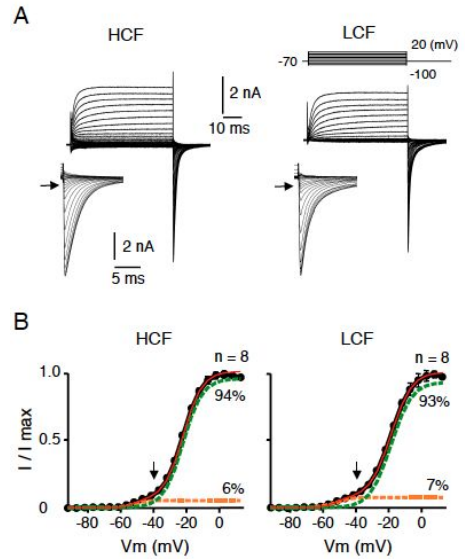 A
HCF
LCF
20 (mV)
-70
-100
2 nA
10 ms
2 nA
5 ms
B
HCF
LCF
n = 8
n = 8
1.0
94%
93%
I / I max
0.5
6%
7%
0
-80 -60 -40 -20 0
-80 -60 -40 -20 0
Vm (mV)
Vm (mV)